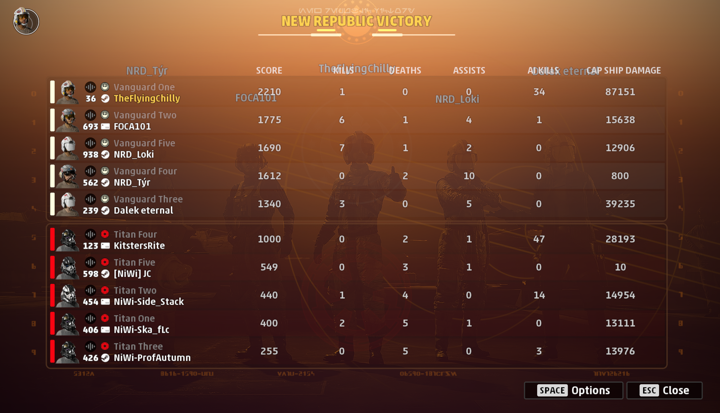 NEW REPUBLIC VICTORY
NRD_Týr
TheFlyingChilly
SCORE KILLS DEATHS ASSISTS AI KILLS CAP SHIP DAMAGE
FOCA101
NRD_Loki
Vanguard One
36 TheFlyingChilly 2210 1 0 0 34 87151
Vanguard Two
693 FOCA101 1775 6 1 4 1 15638
Vanguard Five
938 NRD_Loki 1690 7 1 2 0 12906
Vanguard Four
562 NRD_Týr 1612 0 2 10 0 800
Vanguard Three
239 Dalek eternal 1340 3 0 5 0 39235
Titan Four
123 KitstersRite 1000 0 2 1 47 28193
Titan Five
598 [NiWi] JC 549 0 3 1 0 10
Titan Two
454 NiWi-Side_Stack 440 1 4 0 14 14954
Titan One
406 NiWi-Ska_fLc 400 2 5 1 0 13111
Titan Three
426 NiWi-ProfAutumn 255 0 5 0 3 13976
SPACE Options ESC Close